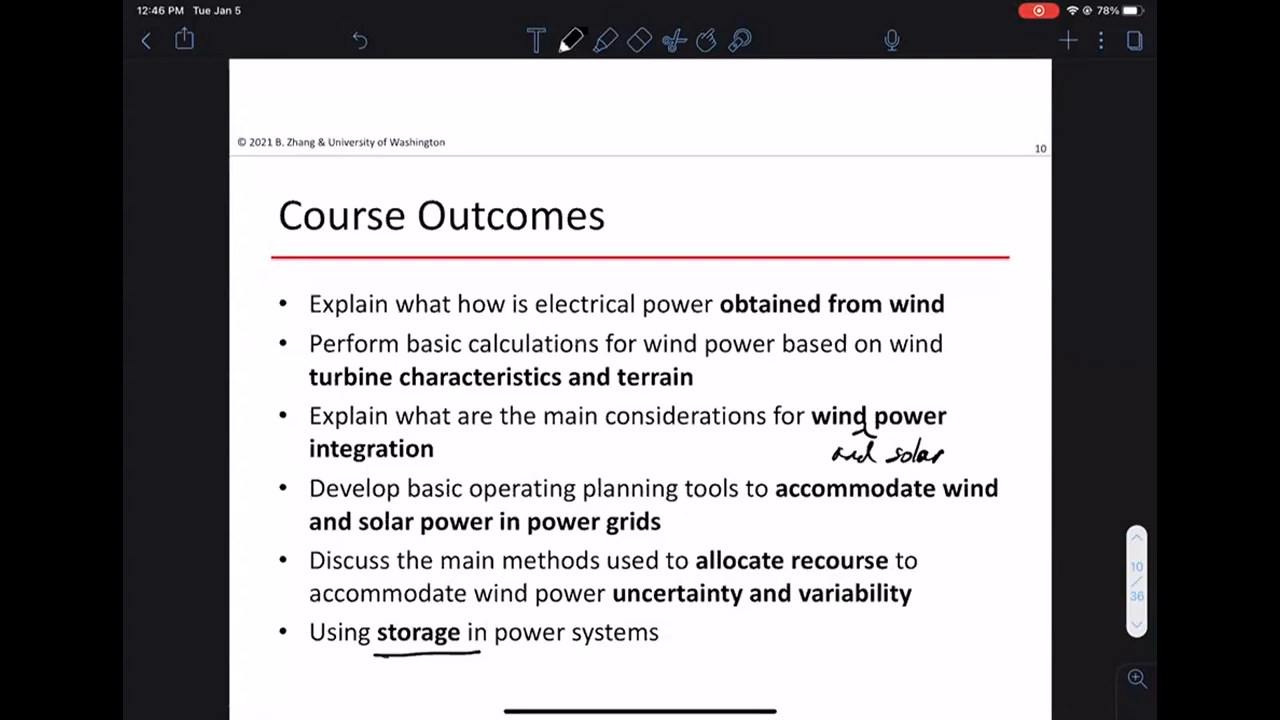 12:46 PM Tue Jan 5
78%
© 2021 B. Zhang & University of Washington
10
Course Outcomes
• Explain what how is electrical power obtained from wind
• Perform basic calculations for wind power based on wind
turbine characteristics and terrain
• Explain what are the main considerations for wind power
integration
and solar
• Develop basic operating planning tools to accommodate wind
and solar power in power grids
• Discuss the main methods used to allocate recourse to
accommodate wind power uncertainty and variability
• Using storage in power systems
10
/
36